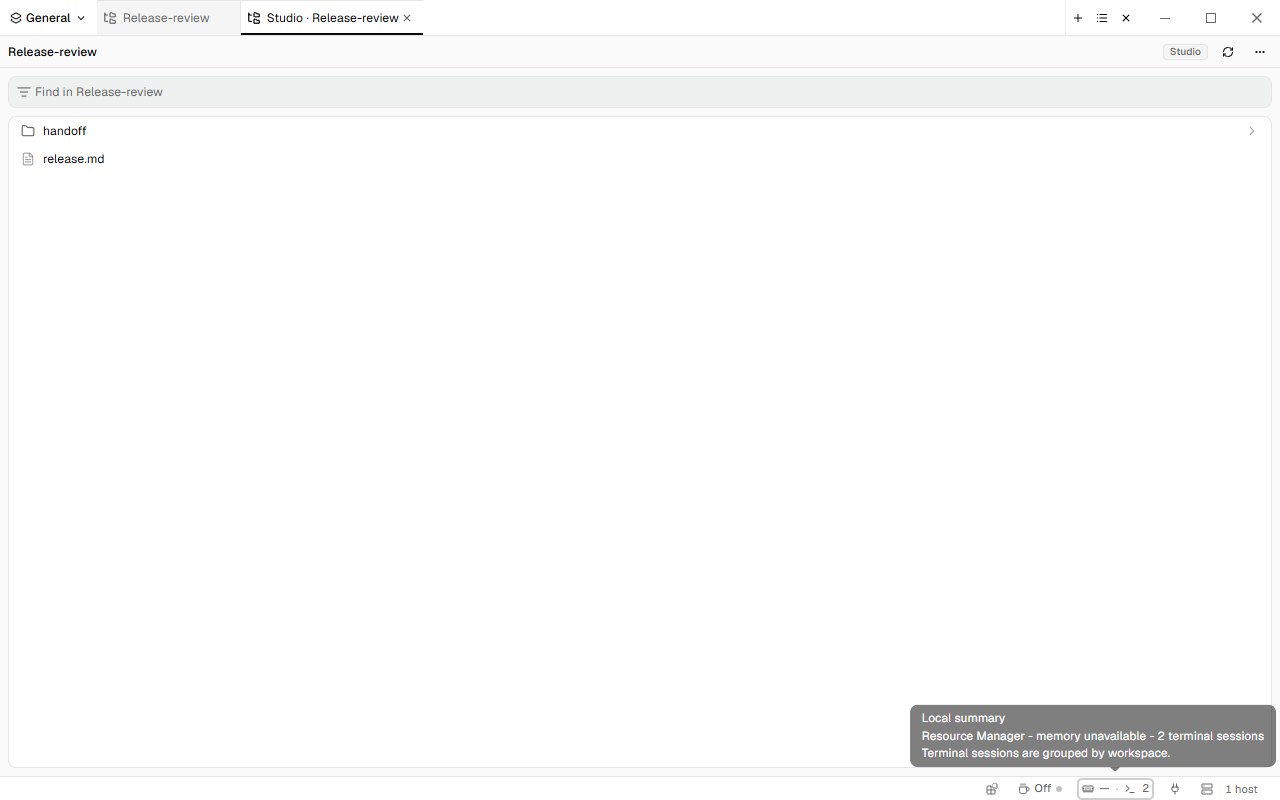 General
Release-review
Studio · Release-review
Release-review
Studio
Find in Release-review
handoff
release.md
Local summary
Resource Manager - memory unavailable - 2 terminal sessions
Terminal sessions are grouped by workspace.
Off
— · 2
1 host